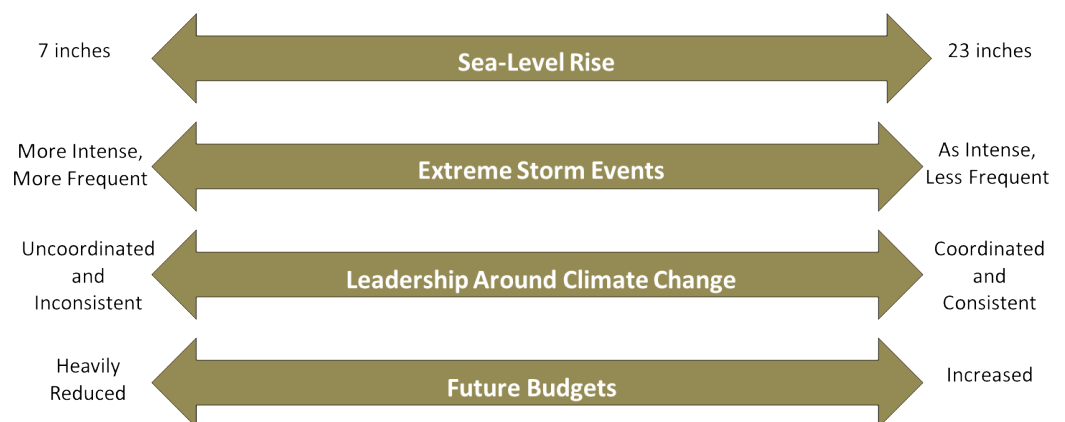 7 inches
Sea-Level Rise
23 inches
More Intense,
More Frequent
Extreme Storm Events
As Intense,
Less Frequent
Uncoordinated
and
Inconsistent
Leadership Around Climate Change
Coordinated
and
Consistent
Heavily
Reduced
Future Budgets
Increased